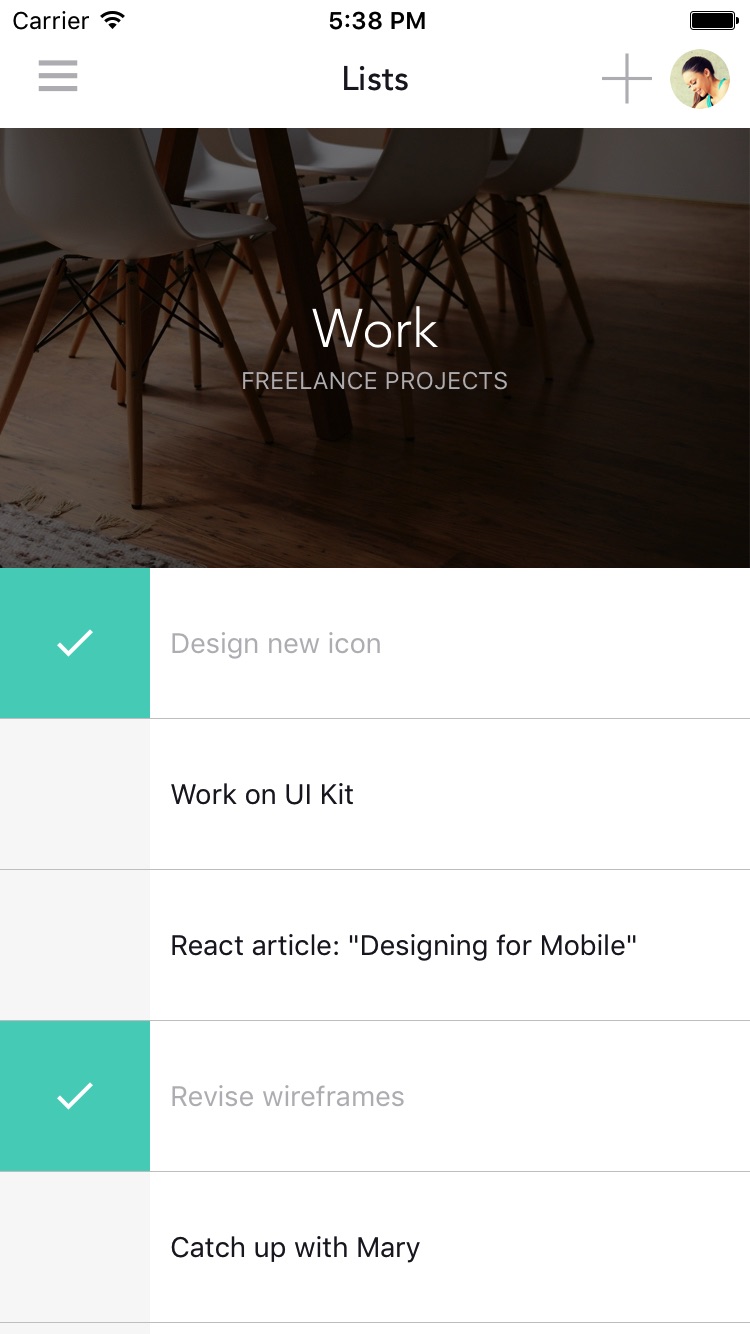 Carrier 5:38 PM
Lists
Work
FREELANCE PROJECTS
Design new icon
Work on UI Kit
React article: "Designing for Mobile"
Revise wireframes
Catch up with Mary